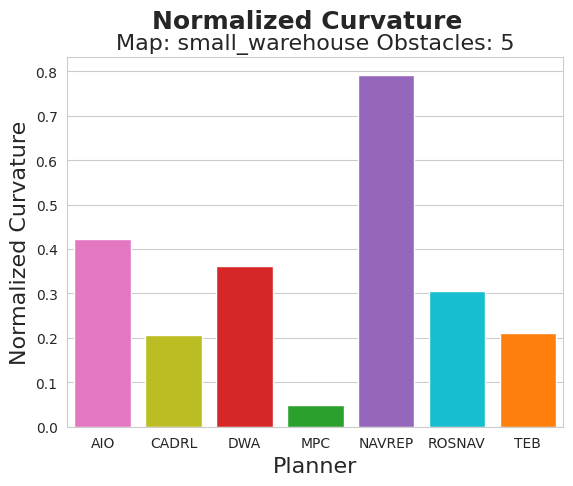 Normalized Curvature
Map: small_warehouse Obstacles: 5
Normalized Curvature
0.8
0.7
0.6
0.5
0.4
0.3
0.2
0.1
0.0
AIO CADRL DWA MPC NAVREP ROSNAV TEB
Planner